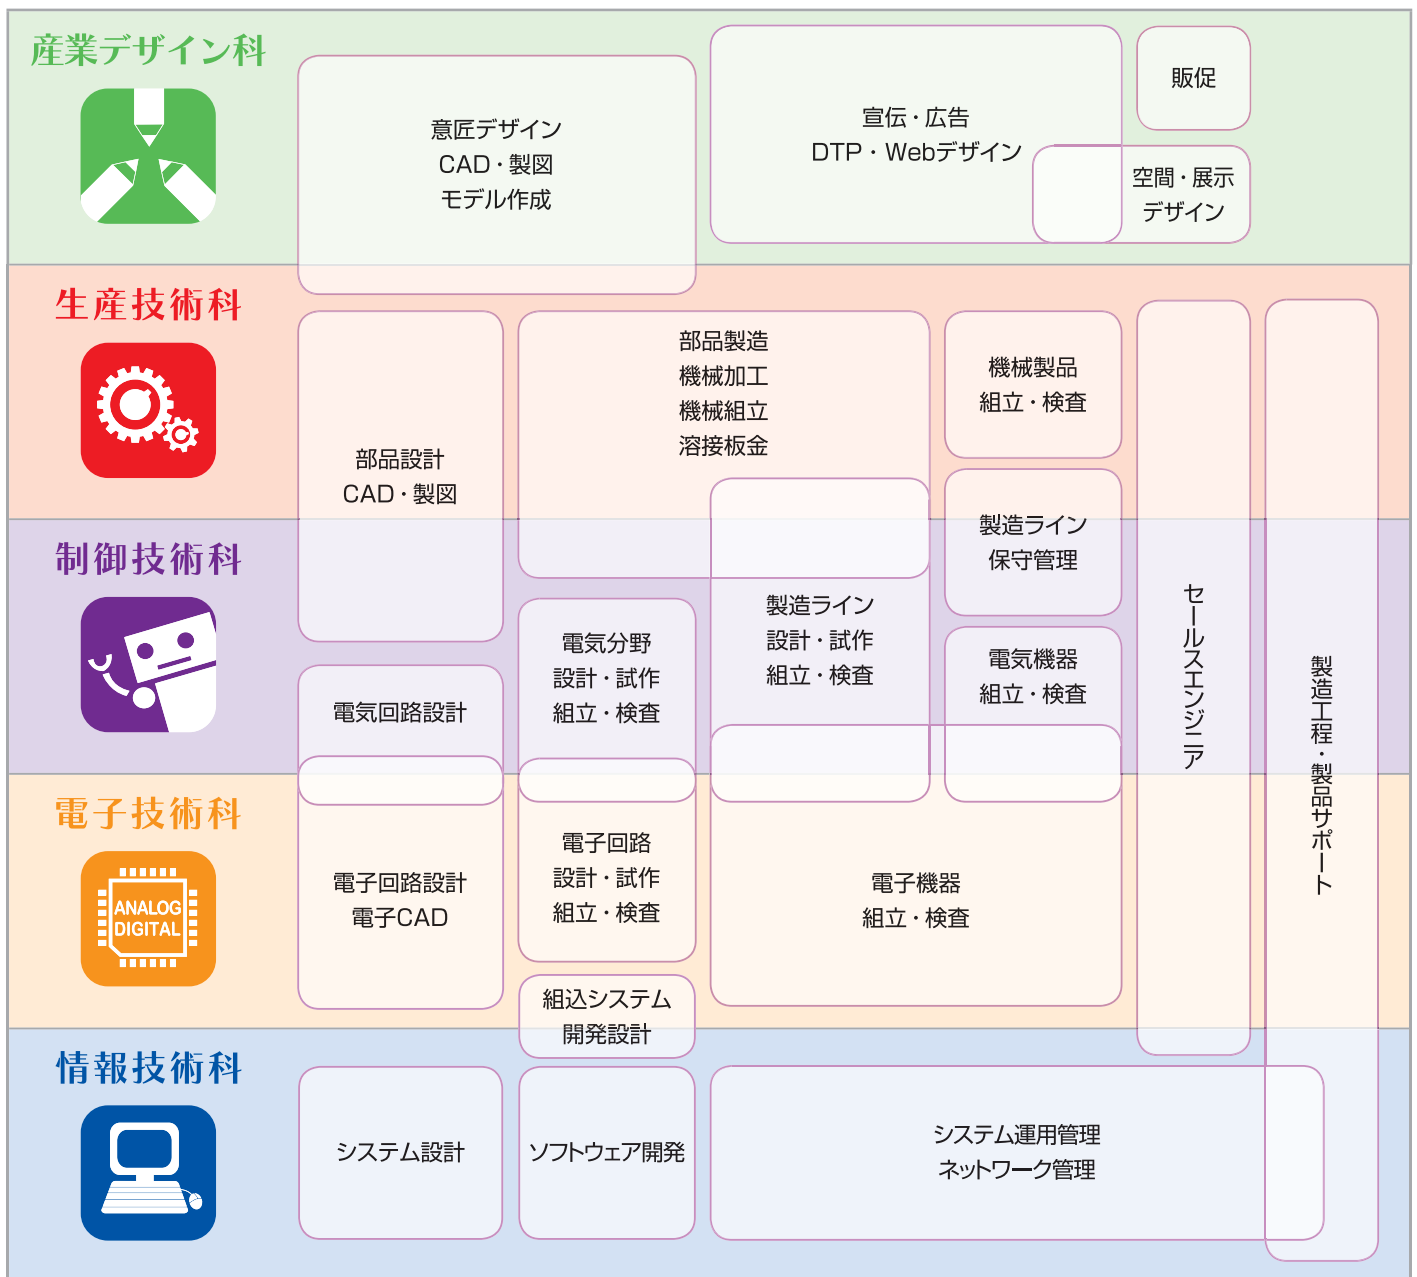 産業デザイン科
意匠デザイン
CAD・製図
モデル作成
宣伝・広告
DTP・Webデザイン
販促
空間・展示
デザイン
生産技術科
部品設計
CAD・製図
部品製造
機械加工
機械組立
溶接板金
機械製品
組立・検査
製造ライン
保守管理
制御技術科
電気回路設計
電気分野
設計・試作
組立・検査
製造ライン
設計・試作
組立・検査
電気機器
組立・検査
セールスエンジニア
製造工程・製品サポート
電子技術科
ANALOG
DIGITAL
電子回路設計
電子CAD
電子回路
設計・試作
組立・検査
電子機器
組立・検査
組込システム
開発設計
情報技術科
システム設計
ソフトウェア開発
システム運用管理
ネットワーク管理